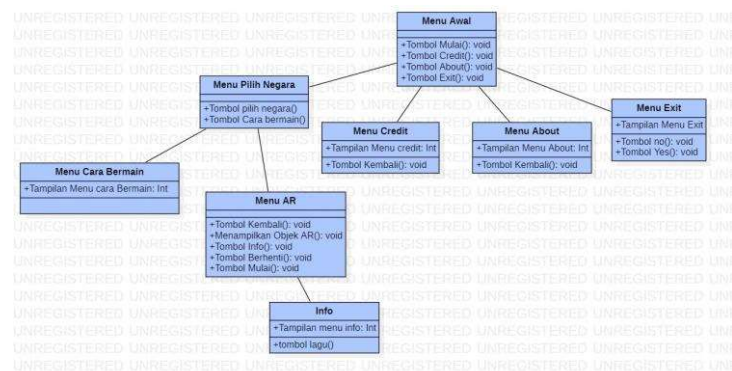 Menu Awal
+Tombol Mulai(): void
+Tombol Credit(): void
+Tombol About(): void
+Tombol Exit(): void
Menu Pilih Negara
+Tombol pilih negara()
+Tombol Cara bermain()
Menu Exit
+Tampilan Menu Exit
+Tombol no(): void
+Tombol Yes(): void
Menu Credit
+Tampilan Menu credit: Int
+Tombol Kembali(): void
Menu About
+Tampilan Menu About: Int
+Tombol Kembali(): void
Menu Cara Bermain
+Tampilan Menu cara Bermain: Int
Menu AR
+Tombol Kembali(): void
+Menampilkan Objek AR(): void
+Tombol Info(): void
+Tombol Berhenti(): void
+Tombol Mulai(): void
Info
+Tampilan menu info: Int
+tombol lagu()
UNREGISTERED